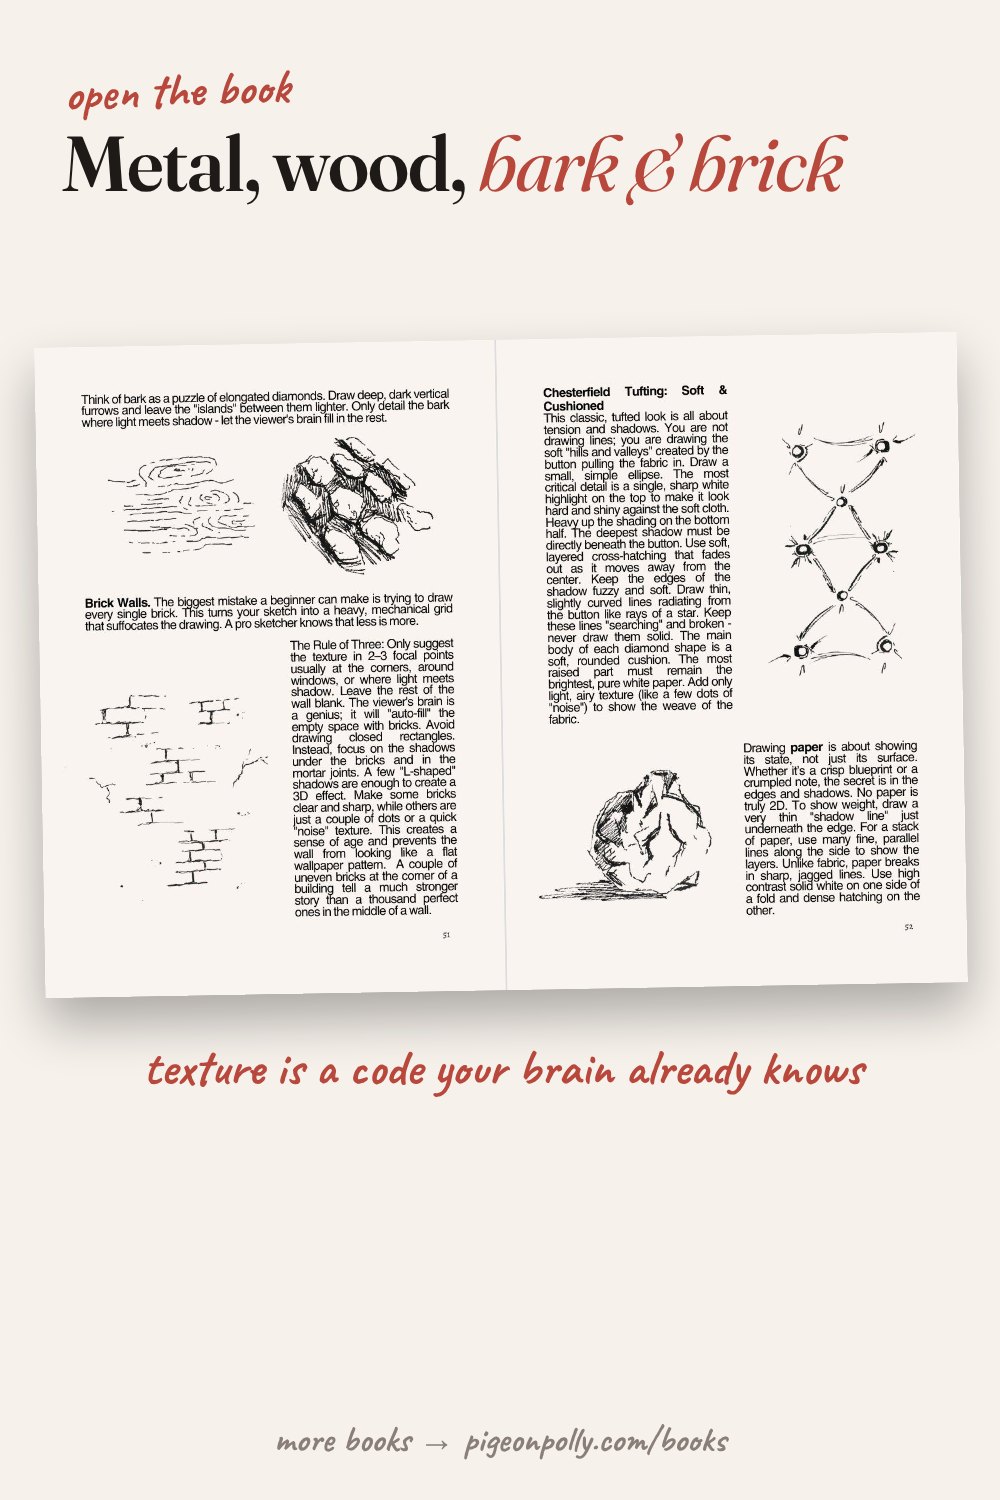 open the book
Metal, wood, bark & brick
Think of bark as a puzzle of elongated diamonds. Draw deep, dark vertical
furrows and leave the "islands" between them lighter. Only detail the bark
where light meets shadow - let the viewer's brain fill in the rest.
Brick Walls. The biggest mistake a beginner can make is trying to draw
every single brick. This turns your sketch into a heavy, mechanical grid
that suffocates the drawing. A pro sketcher knows that less is more.
The Rule of Three: Only suggest
the texture in 2–3 focal points
usually at the corners, around
windows, or where light meets
shadow. Leave the rest of the
wall blank. The viewer's brain is
a genius; it will "auto-fill" the
empty space with bricks. Avoid
drawing closed rectangles.
Instead, focus on the shadows
under the bricks and in the
mortar joints. A few "L-shaped"
shadows are enough to create a
3D effect. Make some bricks
clear and sharp, while others are
just a couple of dots or a quick
"noise" texture. This creates a
sense of age and prevents the
wall from looking like a flat
wallpaper pattern. A couple of
uneven bricks at the corner of a
building tell a much stronger
story than a thousand perfect
ones in the middle of a wall.
51
Chesterfield Tufting: Soft &
Cushioned
This classic, tufted look is all about
tension and shadows. You are not
drawing lines; you are drawing the
soft "hills and valleys" created by the
button pulling the fabric in. Draw a
small, simple ellipse. The most
critical detail is a single, sharp white
highlight on the top to make it look
hard and shiny against the soft cloth.
Heavy up the shading on the bottom
half. The deepest shadow must be
directly beneath the button. Use soft,
layered cross-hatching that fades
out as it moves away from the
center. Keep the edges of the
shadow fuzzy and soft. Draw thin,
slightly curved lines radiating from
the button like rays of a star. Keep
these lines "searching" and broken -
never draw them solid. The main
body of each diamond shape is a
soft, rounded cushion. The most
raised part must remain the
brightest, pure white paper. Add only
light, airy texture (like a few dots of
"noise") to show the weave of the
fabric.
Drawing paper is about showing
its state, not just its surface.
Whether it's a crisp blueprint or a
crumpled note, the secret is in the
edges and shadows. No paper is
truly 2D. To show weight, draw a
very thin "shadow line" just
underneath the edge. For a stack
of paper, use many fine, parallel
lines along the side to show the
layers. Unlike fabric, paper breaks
in sharp, jagged lines. Use high
contrast solid white on one side of
a fold and dense hatching on the
other.
52
texture is a code your brain already knows
more books → pigeonpolly.com/books